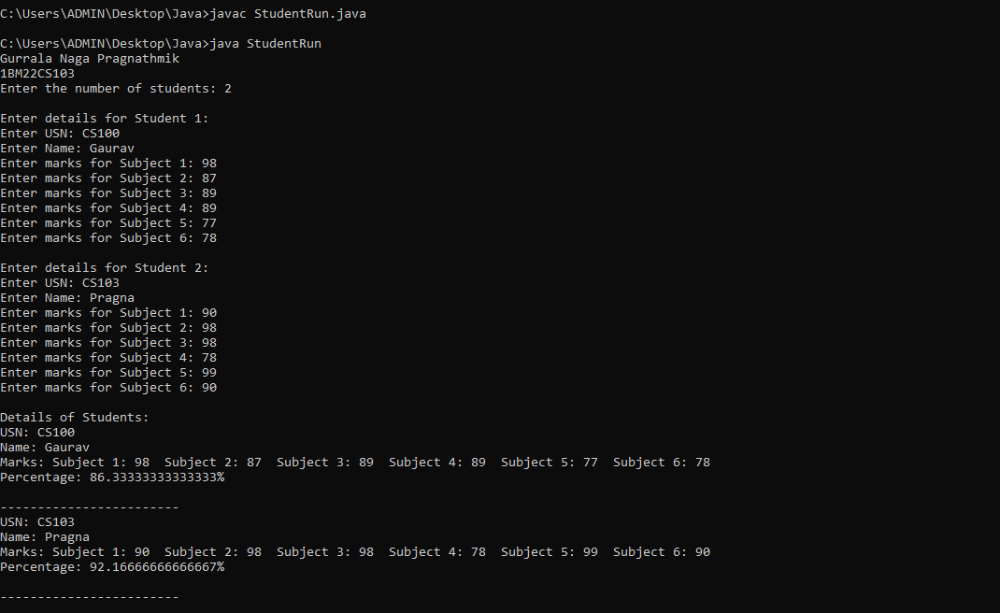 C:\Users\ADMIN\Desktop\Java>javac StudentRun.java
C:\Users\ADMIN\Desktop\Java>java StudentRun
Gurrala Naga Pragnathmik
1BM22CS103
Enter the number of students: 2
Enter details for Student 1:
Enter USN: CS100
Enter Name: Gaurav
Enter marks for Subject 1: 98
Enter marks for Subject 2: 87
Enter marks for Subject 3: 89
Enter marks for Subject 4: 89
Enter marks for Subject 5: 77
Enter marks for Subject 6: 78
Enter details for Student 2:
Enter USN: CS103
Enter Name: Pragna
Enter marks for Subject 1: 90
Enter marks for Subject 2: 98
Enter marks for Subject 3: 98
Enter marks for Subject 4: 78
Enter marks for Subject 5: 99
Enter marks for Subject 6: 90
Details of Students:
USN: CS100
Name: Gaurav
Marks: Subject 1: 98  Subject 2: 87  Subject 3: 89  Subject 4: 89  Subject 5: 77  Subject 6: 78
Percentage: 86.33333333333333%
------------------------
USN: CS103
Name: Pragna
Marks: Subject 1: 90  Subject 2: 98  Subject 3: 98  Subject 4: 78  Subject 5: 99  Subject 6: 90
Percentage: 92.16666666666667%
------------------------